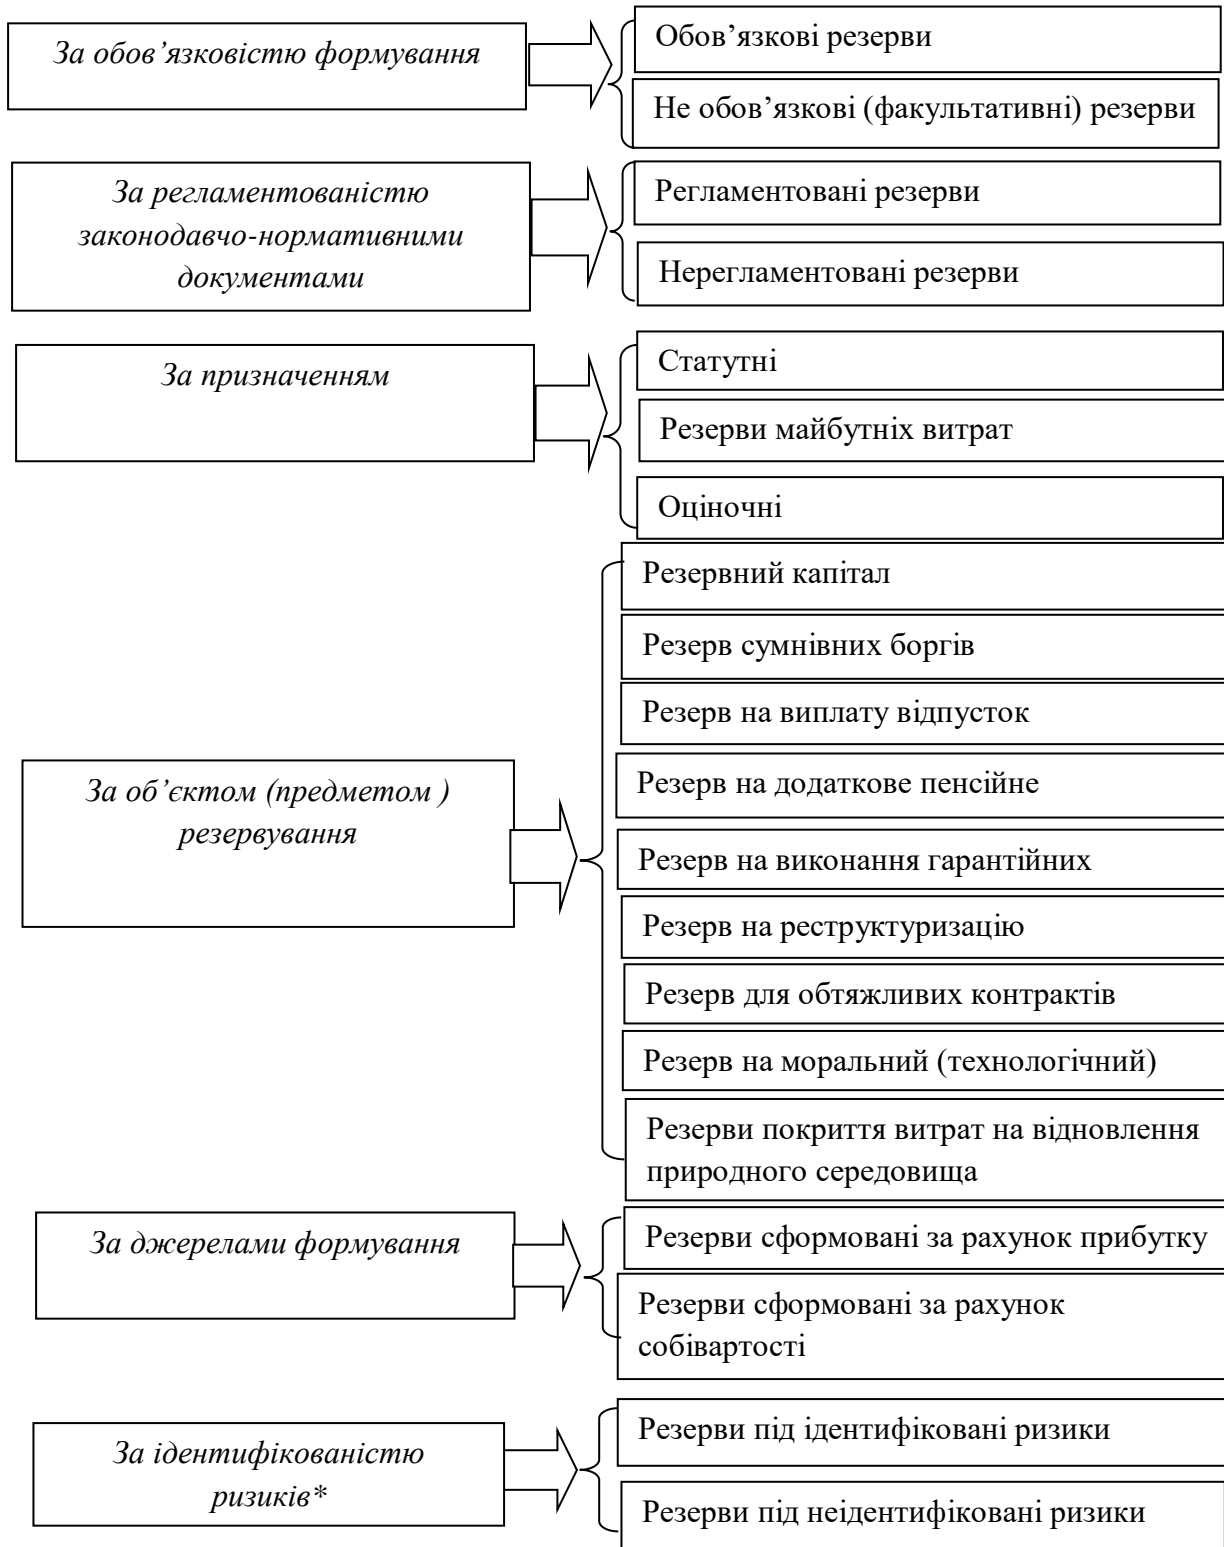 За обов’язковістю формування
Обов’язкові резерви
Не обов’язкові (факультативні) резерви
За регламентованістю
законодавчо-нормативними
документами
Регламентовані резерви
Нерегламентовані резерви
За призначенням
Статутні
Резерви майбутніх витрат
Оціночні
За об’єктом (предметом )
резервування
Резервний капітал
Резерв сумнівних боргів
Резерв на виплату відпусток
Резерв на додаткове пенсійне
Резерв на виконання гарантійних
Резерв на реструктуризацію
Резерв для обтяжливих контрактів
Резерв на моральний (технологічний)
Резерви покриття витрат на відновлення
природного середовища
За джерелами формування
Резерви сформовані за рахунок прибутку
Резерви сформовані за рахунок
собівартості
За ідентифікованістю
ризиків*
Резерви під ідентифіковані ризики
Резерви під неідентифіковані ризики